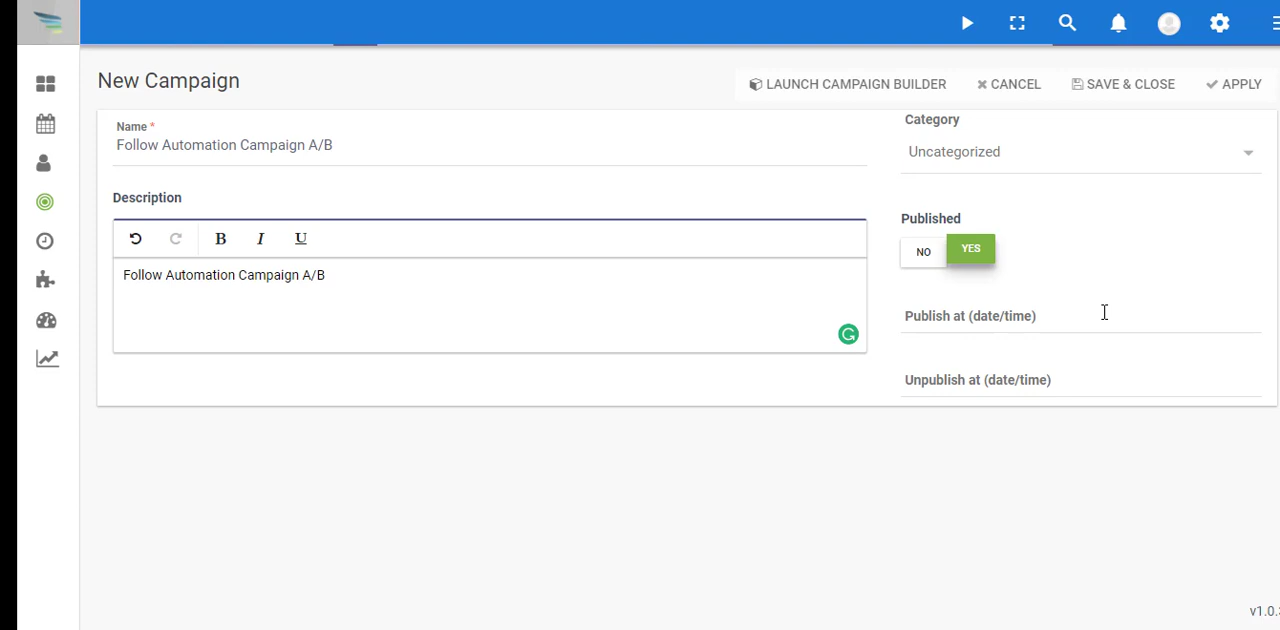 New Campaign
LAUNCH CAMPAIGN BUILDER
CANCEL
SAVE & CLOSE
APPLY
Name *
Follow Automation Campaign A/B
Description
B I U
Follow Automation Campaign A/B
Category
Uncategorized
Published
NO
YES
Publish at (date/time)
Unpublish at (date/time)